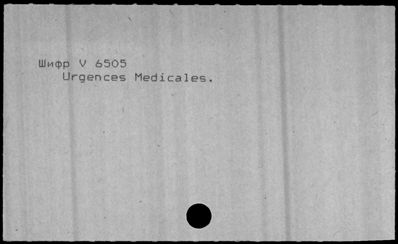 Шифр V 6505
Urgences Medicales.